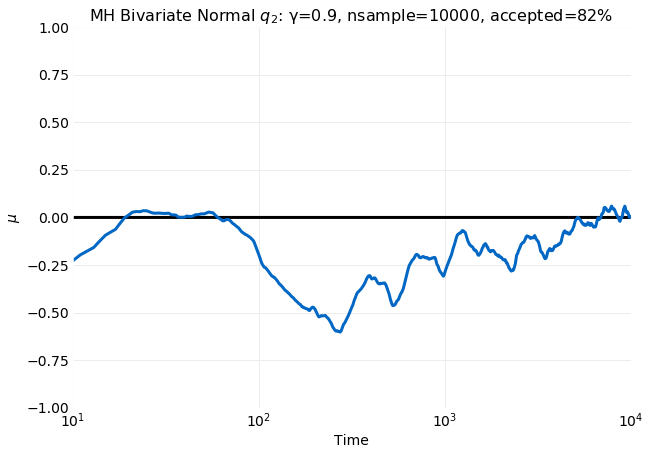 MH Bivariate Normal q₂: γ=0.9, nsample=10000, accepted=82%
1.00
0.75
0.50
0.25
0.00
−0.25
−0.50
−0.75
−1.00
μ
10¹ 10² 10³ 10⁴
Time